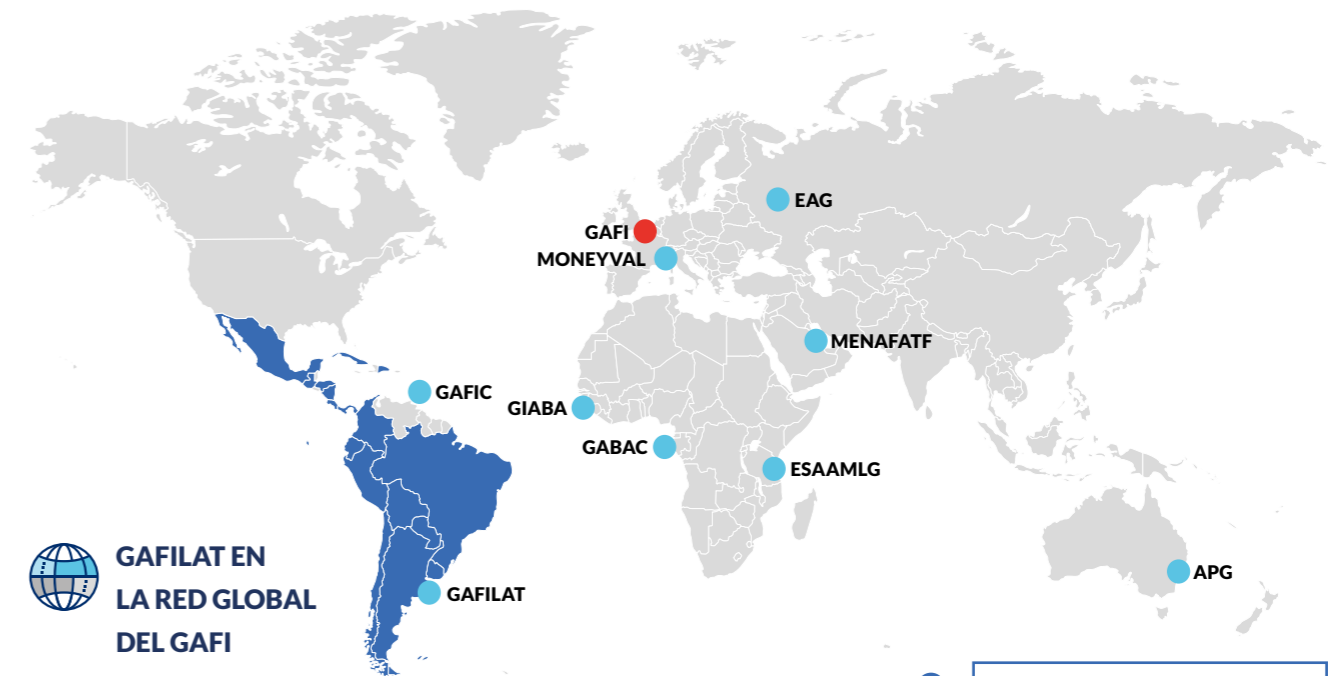 EAG
GAFI
MONEYVAL
MENAFATF
GAFIC
GIABA
GABAC
ESAAMLG
GAFILAT EN
LA RED GLOBAL
DEL GAFI
GAFILAT
APG